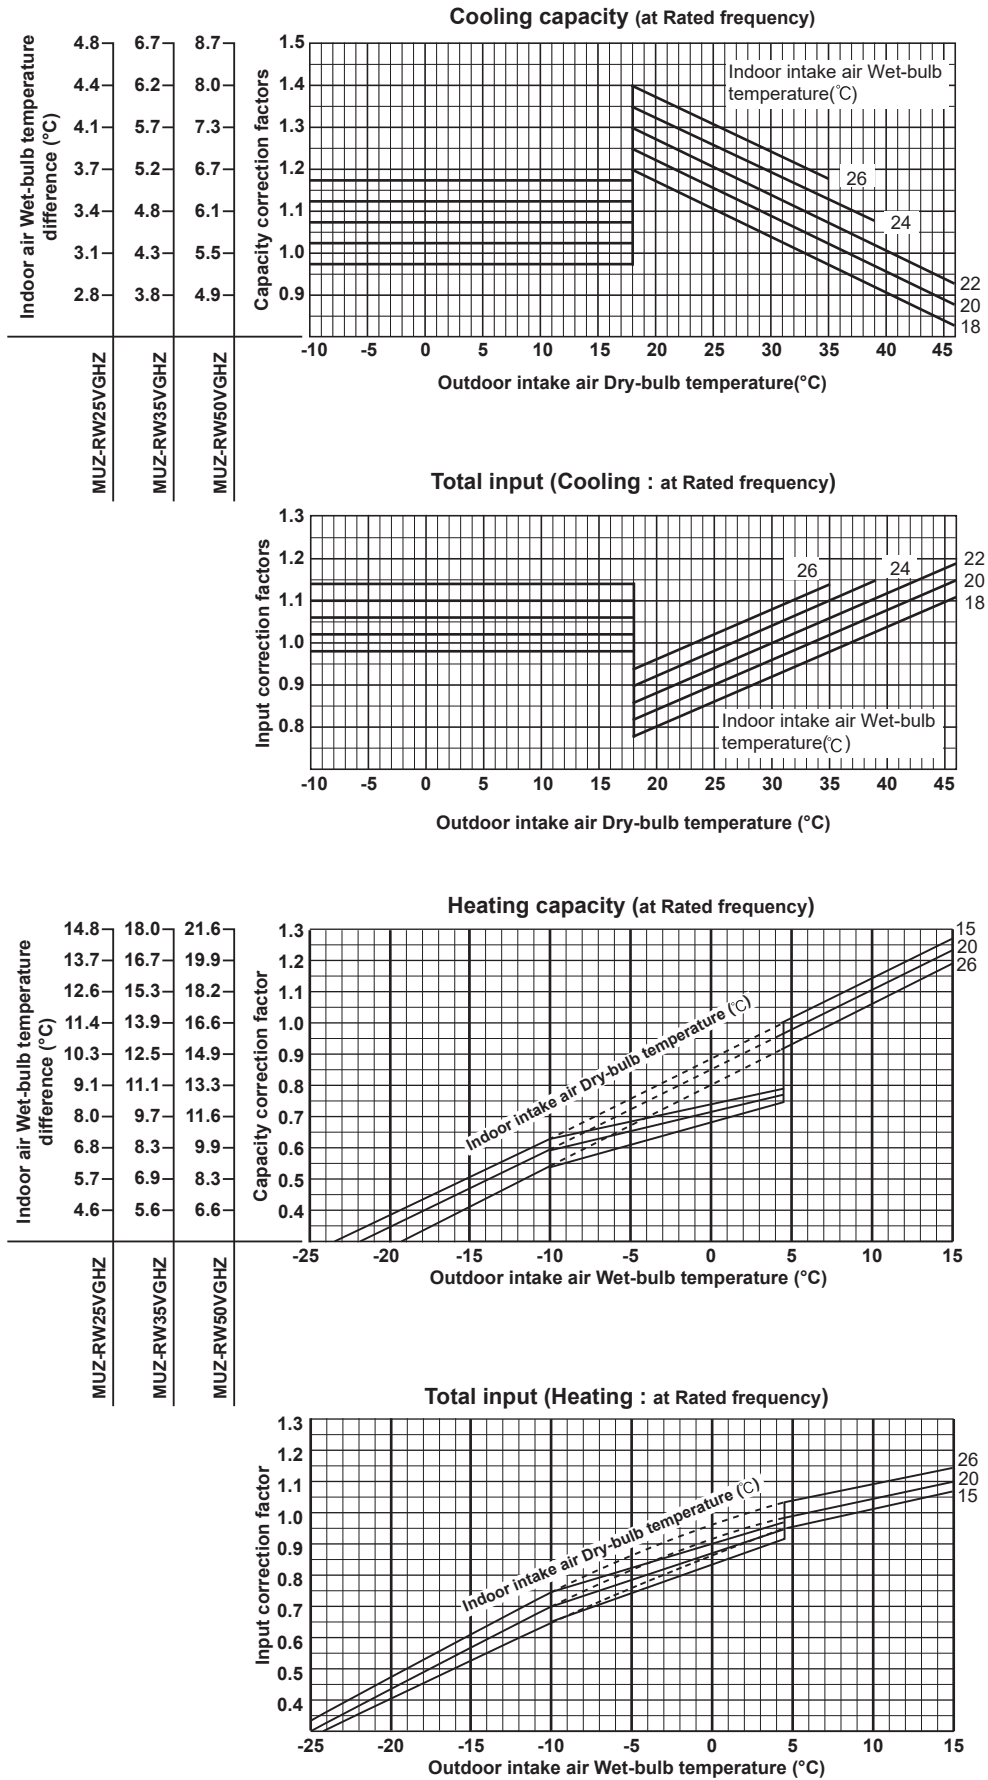 Cooling capacity (at Rated frequency)
Indoor air Wet-bulb temperature
difference (°C)
4.8 6.7 8.7
4.4 6.2 8.0
4.1 5.7 7.3
3.7 5.2 6.7
3.4 4.8 6.1
3.1 4.3 5.5
2.8 3.8 4.9
MUZ-RW25VGHZ
MUZ-RW35VGHZ
MUZ-RW50VGHZ
Capacity correction factors
1.5
1.4
1.3
1.2
1.1
1.0
0.9
Indoor intake air Wet-bulb
temperature(℃)
26
24
22
20
18
-10 -5 0 5 10 15 20 25 30 35 40 45
Outdoor intake air Dry-bulb temperature(°C)
Total input (Cooling : at Rated frequency)
Input correction factors
1.3
1.2
1.1
1.0
0.9
0.8
26
24
22
20
18
Indoor intake air Wet-bulb
temperature(℃)
-10 -5 0 5 10 15 20 25 30 35 40 45
Outdoor intake air Dry-bulb temperature (°C)
Heating capacity (at Rated frequency)
Indoor air Wet-bulb temperature
difference (°C)
14.8 18.0 21.6
13.7 16.7 19.9
12.6 15.3 18.2
11.4 13.9 16.6
10.3 12.5 14.9
9.1 11.1 13.3
8.0 9.7 11.6
6.8 8.3 9.9
5.7 6.9 8.3
4.6 5.6 6.6
MUZ-RW25VGHZ
MUZ-RW35VGHZ
MUZ-RW50VGHZ
Capacity correction factor
1.3
1.2
1.1
1.0
0.9
0.8
0.7
0.6
0.5
0.4
Indoor intake air Dry-bulb temperature (℃)
15
20
26
-25 -20 -15 -10 -5 0 5 10 15
Outdoor intake air Wet-bulb temperature (°C)
Total input (Heating : at Rated frequency)
Input correction factor
1.3
1.2
1.1
1.0
0.9
0.8
0.7
0.6
0.5
0.4
Indoor intake air Dry-bulb temperature (℃)
26
20
15
-25 -20 -15 -10 -5 0 5 10 15
Outdoor intake air Wet-bulb temperature (°C)